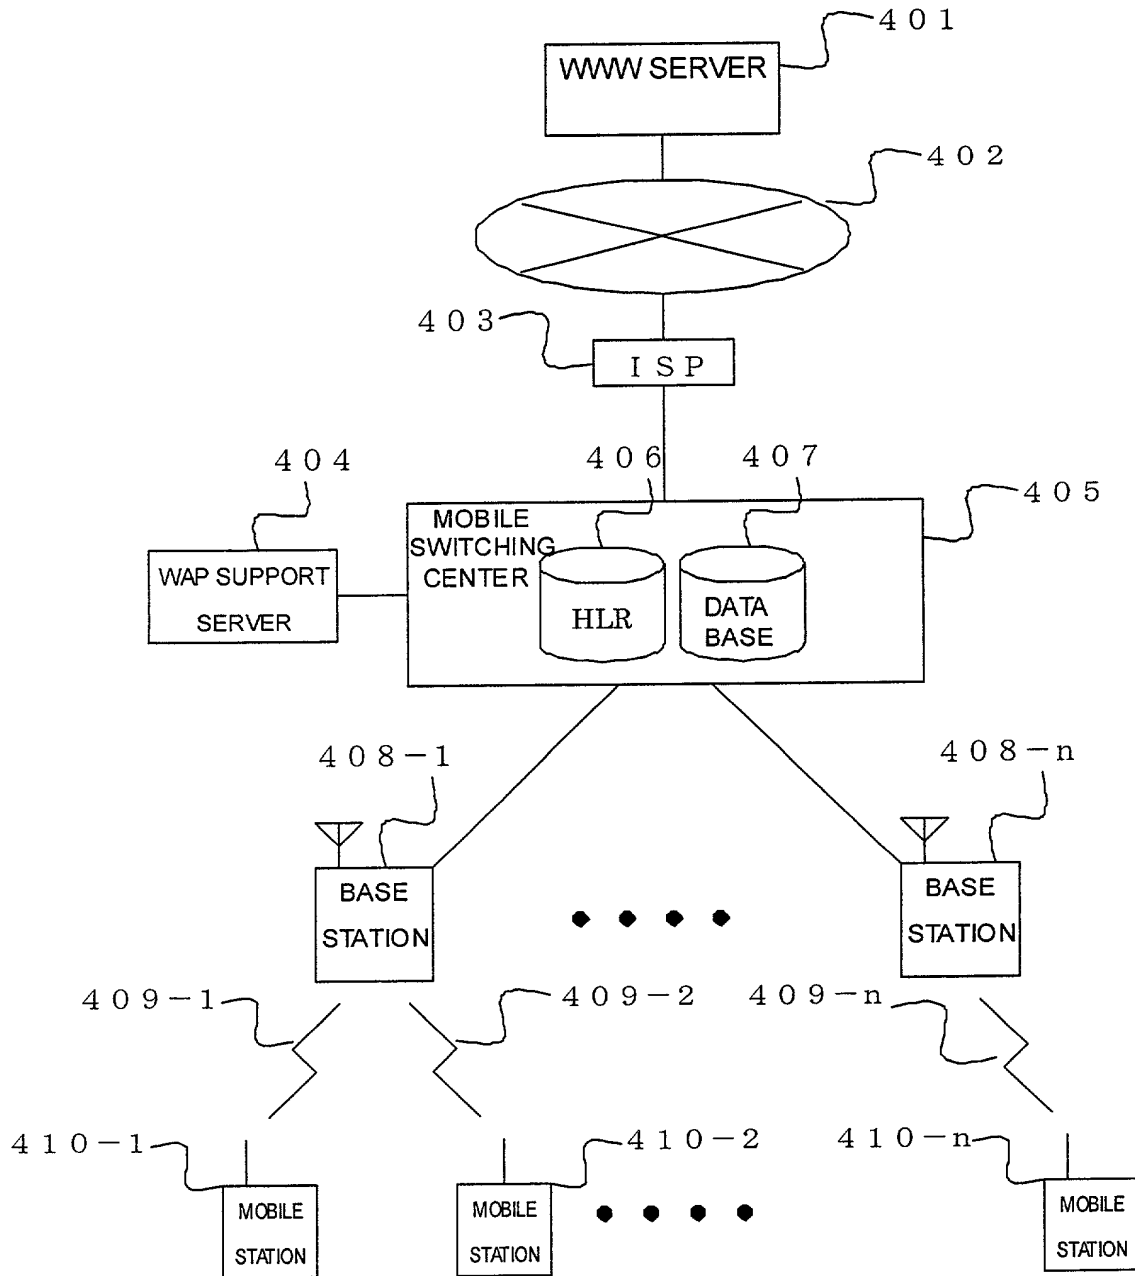 401
WWW SERVER
402
403
ISP
404
406
407
405
MOBILE
SWITCHING
CENTER
WAP SUPPORT
SERVER
HLR
DATA
BASE
408-1
408-n
BASE
STATION
BASE
STATION
409-1
409-2
409-n
410-1
410-2
410-n
MOBILE
STATION
MOBILE
STATION
MOBILE
STATION